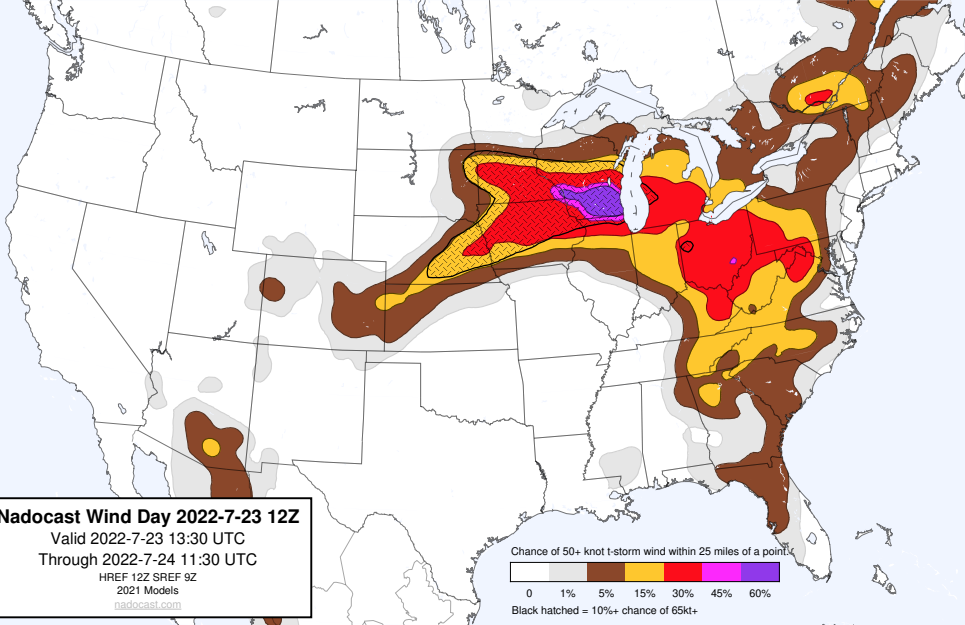 Nadocast Wind Day 2022-7-23 12Z
Valid 2022-7-23 13:30 UTC
Through 2022-7-24 11:30 UTC
HREF 12Z SREF 9Z
2021 Models
nadocast.com
Chance of 50+ knot t-storm wind within 25 miles of a point.
0 1% 5% 15% 30% 45% 60%
Black hatched = 10%+ chance of 65kt+